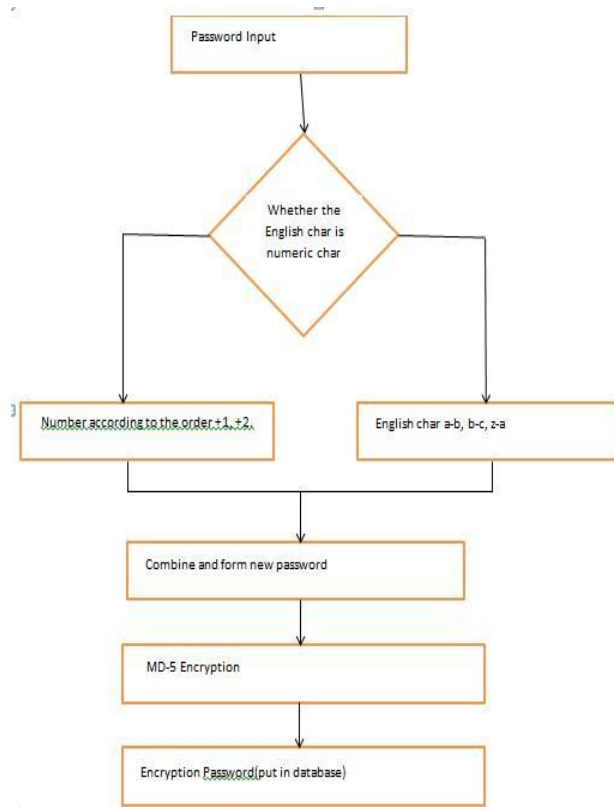 Password Input
Whether the
English char is
numeric char
Number according to the order +1, +2,
English char a-b, b-c, z-a
Combine and form new password
MD-5 Encryption
Encryption Password(put in database)